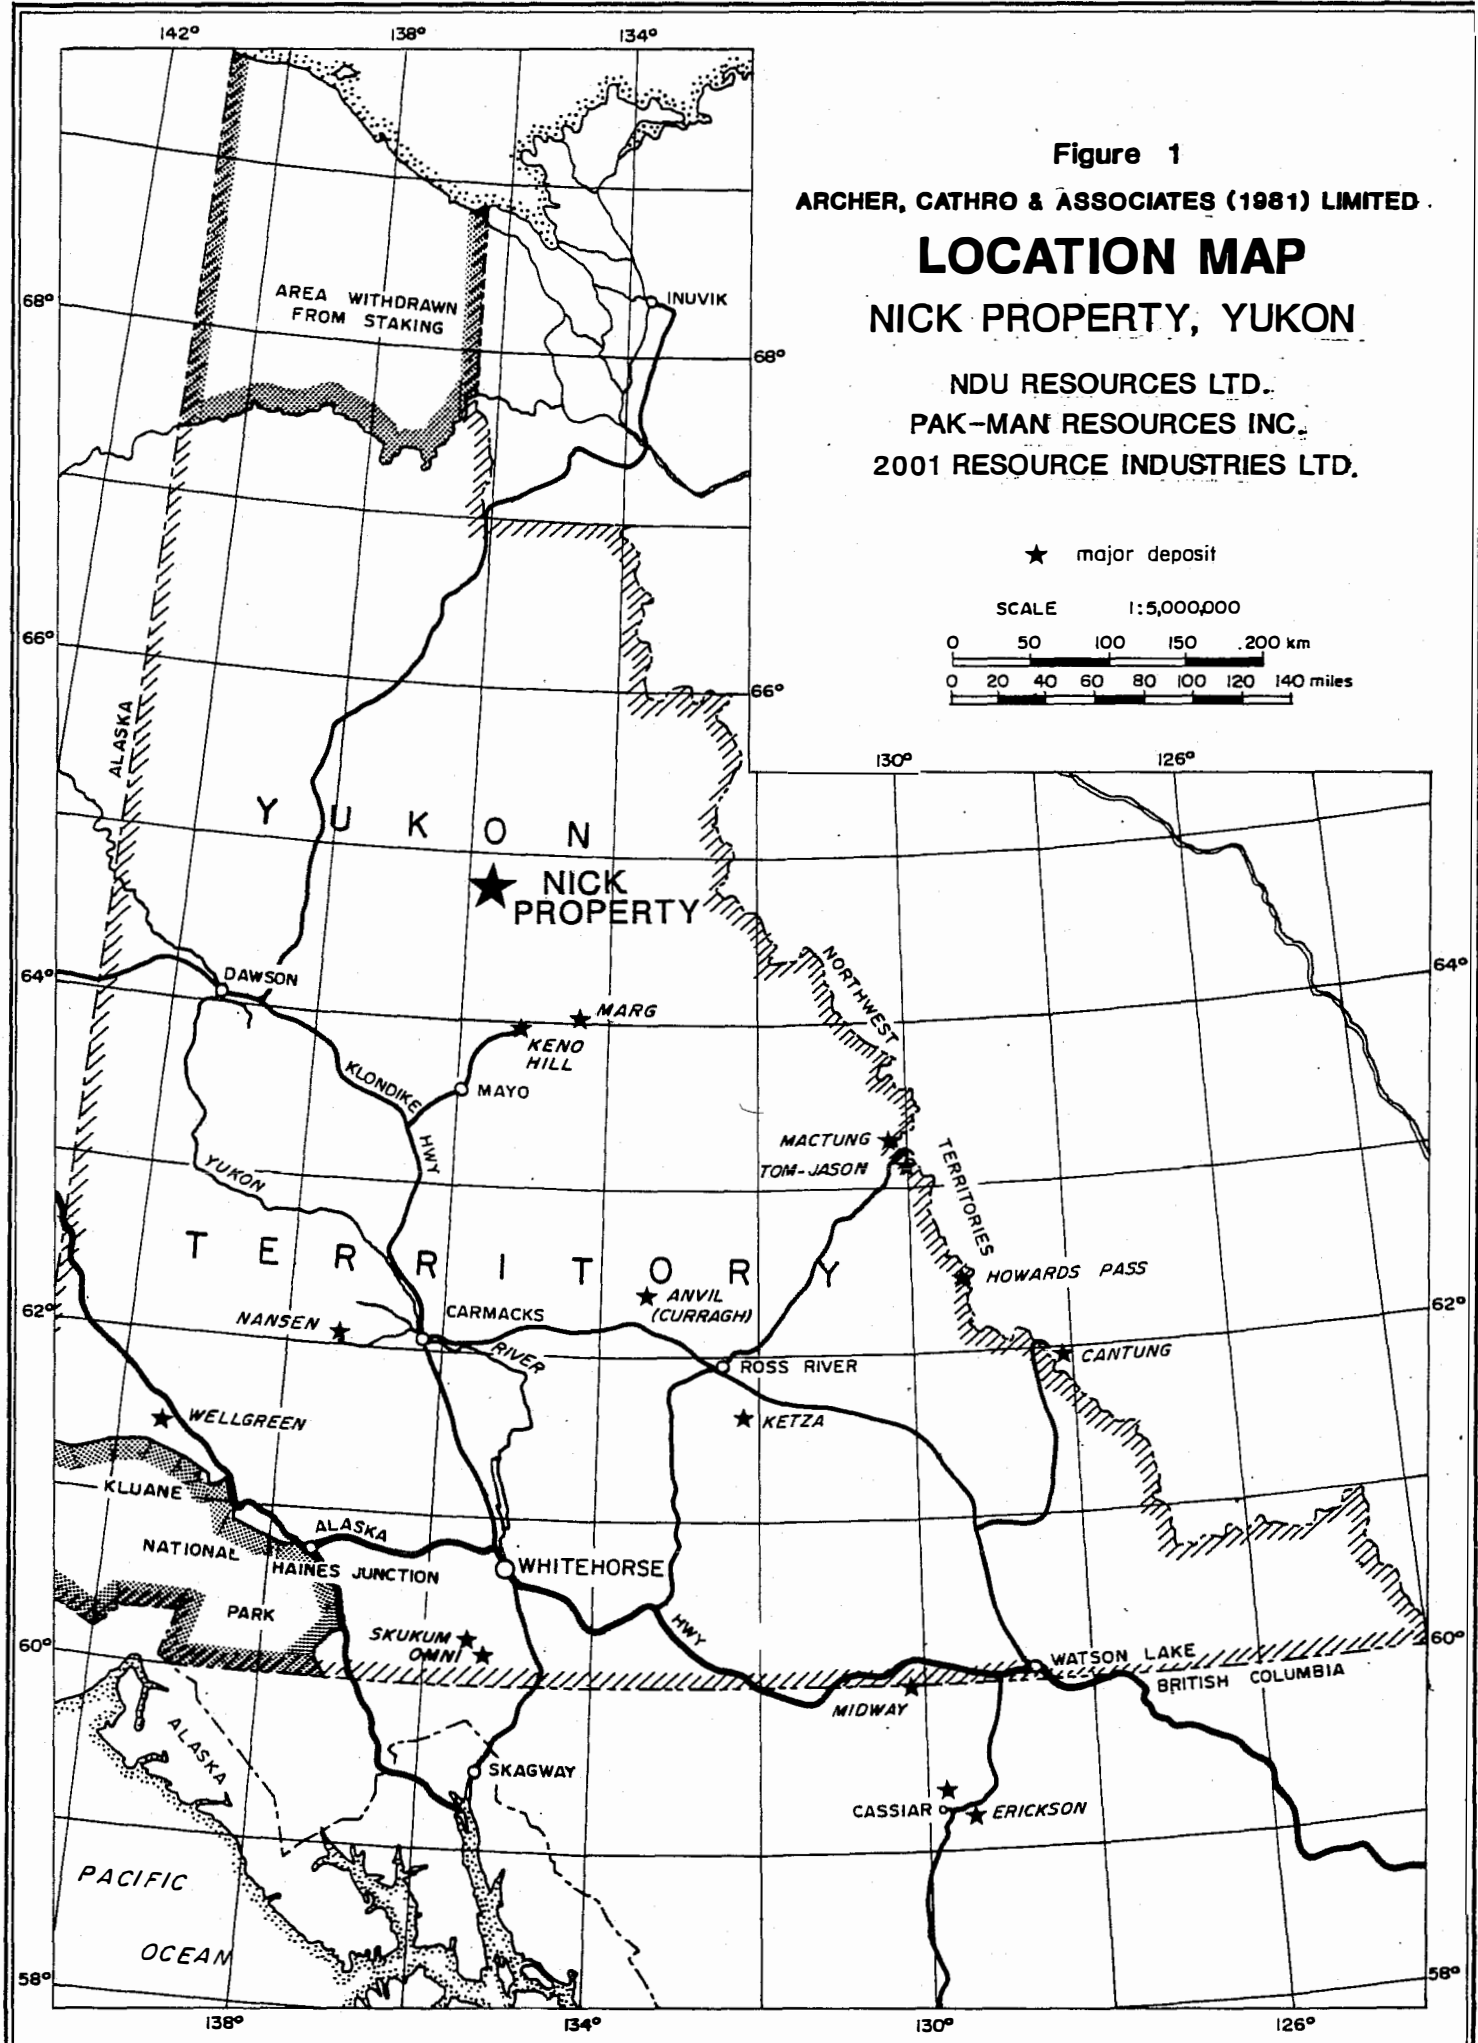 142° 138° 134°
Figure 1
ARCHER, CATHRO & ASSOCIATES (1981) LIMITED
LOCATION MAP
NICK PROPERTY, YUKON
NDU RESOURCES LTD.
PAK-MAN RESOURCES INC.
2001 RESOURCE INDUSTRIES LTD.
★ major deposit
SCALE 1:5,000,000
0 50 100 150 200 km
0 20 40 60 80 100 120 140 miles
130° 126°
AREA WITHDRAWN
FROM STAKING
INUVIK
68°
68°
66°
66°
ALASKA
YUKON
NICK
PROPERTY
NORTHWEST
64°
64°
DAWSON
MARG
KENO
HILL
KLONDIKE
MAYO
HWY
MACTUNG
TOM-JASON
TERRITORIES
YUKON
TERRITORY
HOWARDS PASS
ANVIL
(CURRAGH)
62°
62°
NANSEN
CARMACKS
RIVER
ROSS RIVER
CANTUNG
WELLGREEN
KETZA
KLUANE
NATIONAL
PARK
ALASKA
HAINES JUNCTION
WHITEHORSE
HWY
SKUKUM
OMNI
60°
60°
WATSON LAKE
BRITISH COLUMBIA
MIDWAY
ALASKA
SKAGWAY
CASSIAR
ERICKSON
PACIFIC
OCEAN
58°
58°
138° 134° 130° 126°